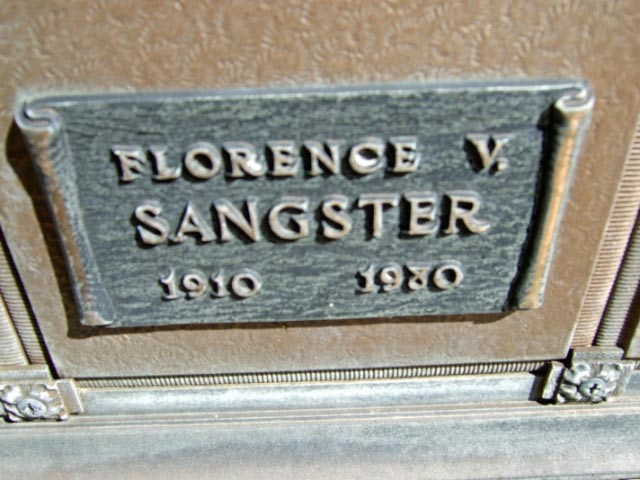 FLORENCE V.
SANGSTER
1910 1980